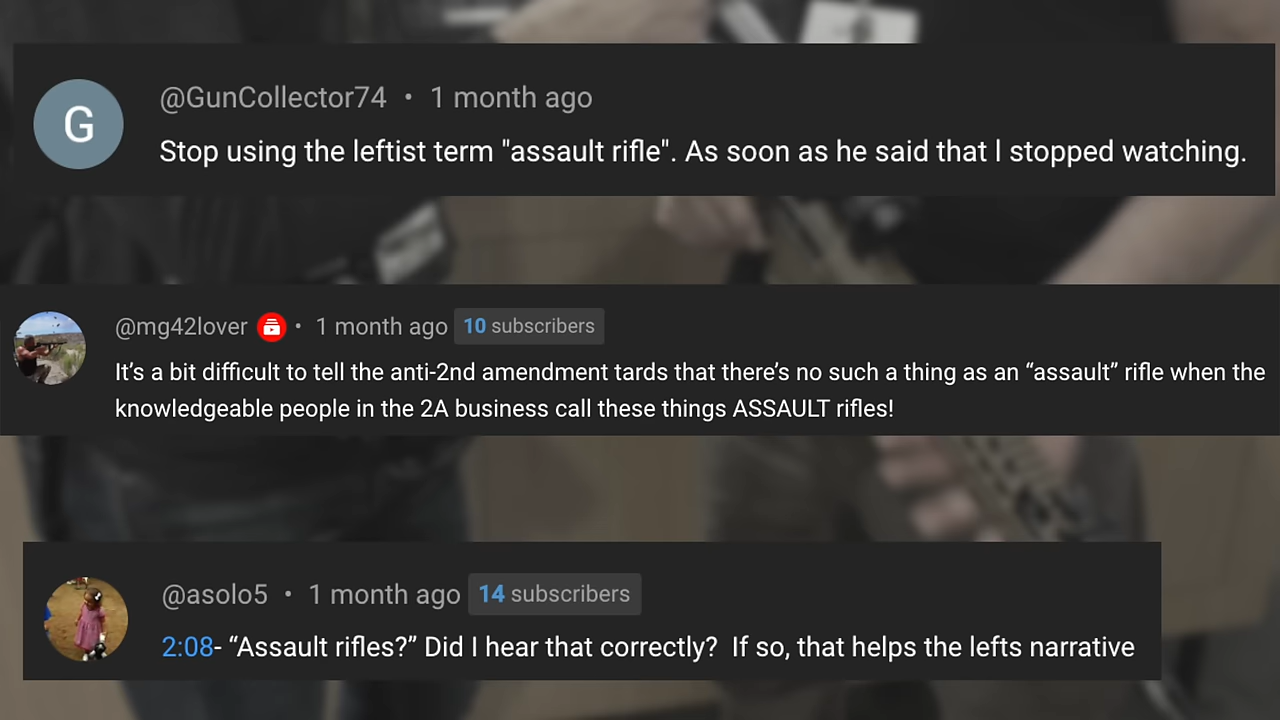 G
@GunCollector74 • 1 month ago
Stop using the leftist term "assault rifle". As soon as he said that I stopped watching.
@mg42lover • 1 month ago 10 subscribers
It’s a bit difficult to tell the anti-2nd amendment tards that there’s no such a thing as an “assault” rifle when the
knowledgeable people in the 2A business call these things ASSAULT rifles!
@asolo5 • 1 month ago 14 subscribers
2:08- “Assault rifles?” Did I hear that correctly?  If so, that helps the lefts narrative